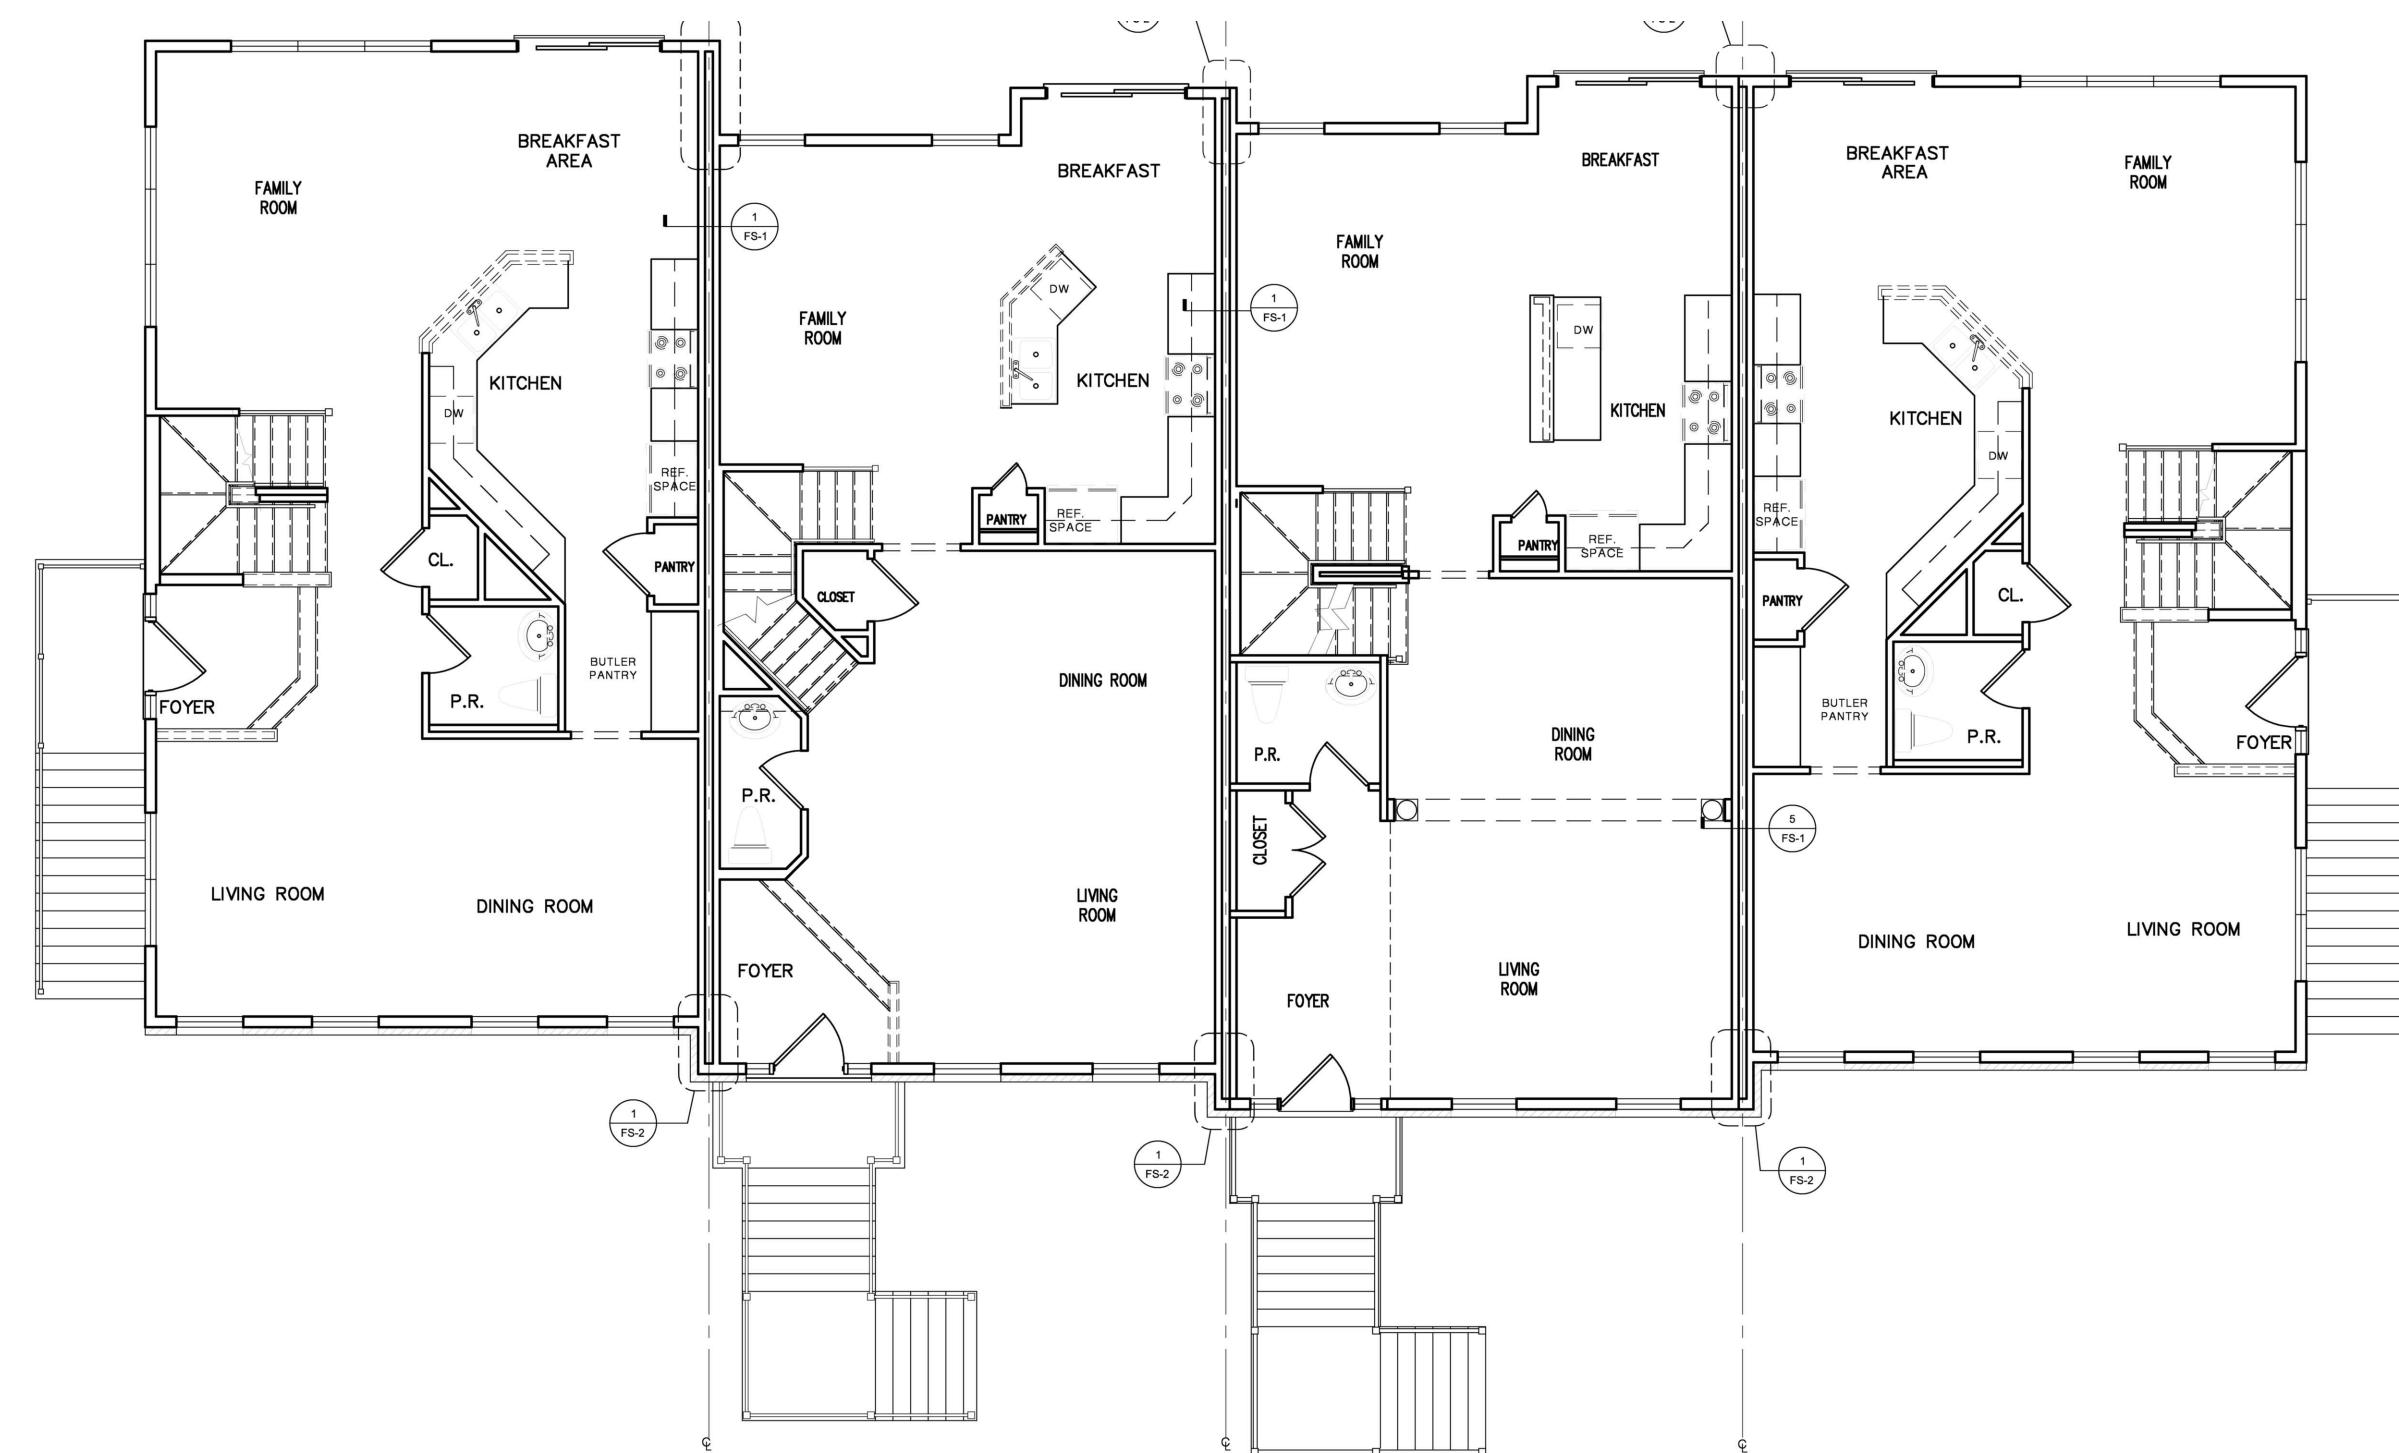 BREAKFAST
AREA
FAMILY
ROOM
1
FS-1
KITCHEN
DW
REF.
SPACE
CL.
PANTRY
BUTLER
PANTRY
P.R.
FOYER
LIVING ROOM
DINING ROOM
1
FS-2
BREAKFAST
DW
FAMILY
ROOM
KITCHEN
1
FS-1
PANTRY
REF.
SPACE
CLOSET
DINING ROOM
P.R.
LIVING
ROOM
FOYER
1
FS-2
BREAKFAST
FAMILY
ROOM
DW
KITCHEN
PANTRY
REF.
SPACE
DINING
ROOM
P.R.
CLOSET
5
FS-1
LIVING
ROOM
FOYER
1
FS-2
BREAKFAST
AREA
FAMILY
ROOM
KITCHEN
DW
REF.
SPACE
PANTRY
CL.
BUTLER
PANTRY
P.R.
FOYER
DINING ROOM
LIVING ROOM